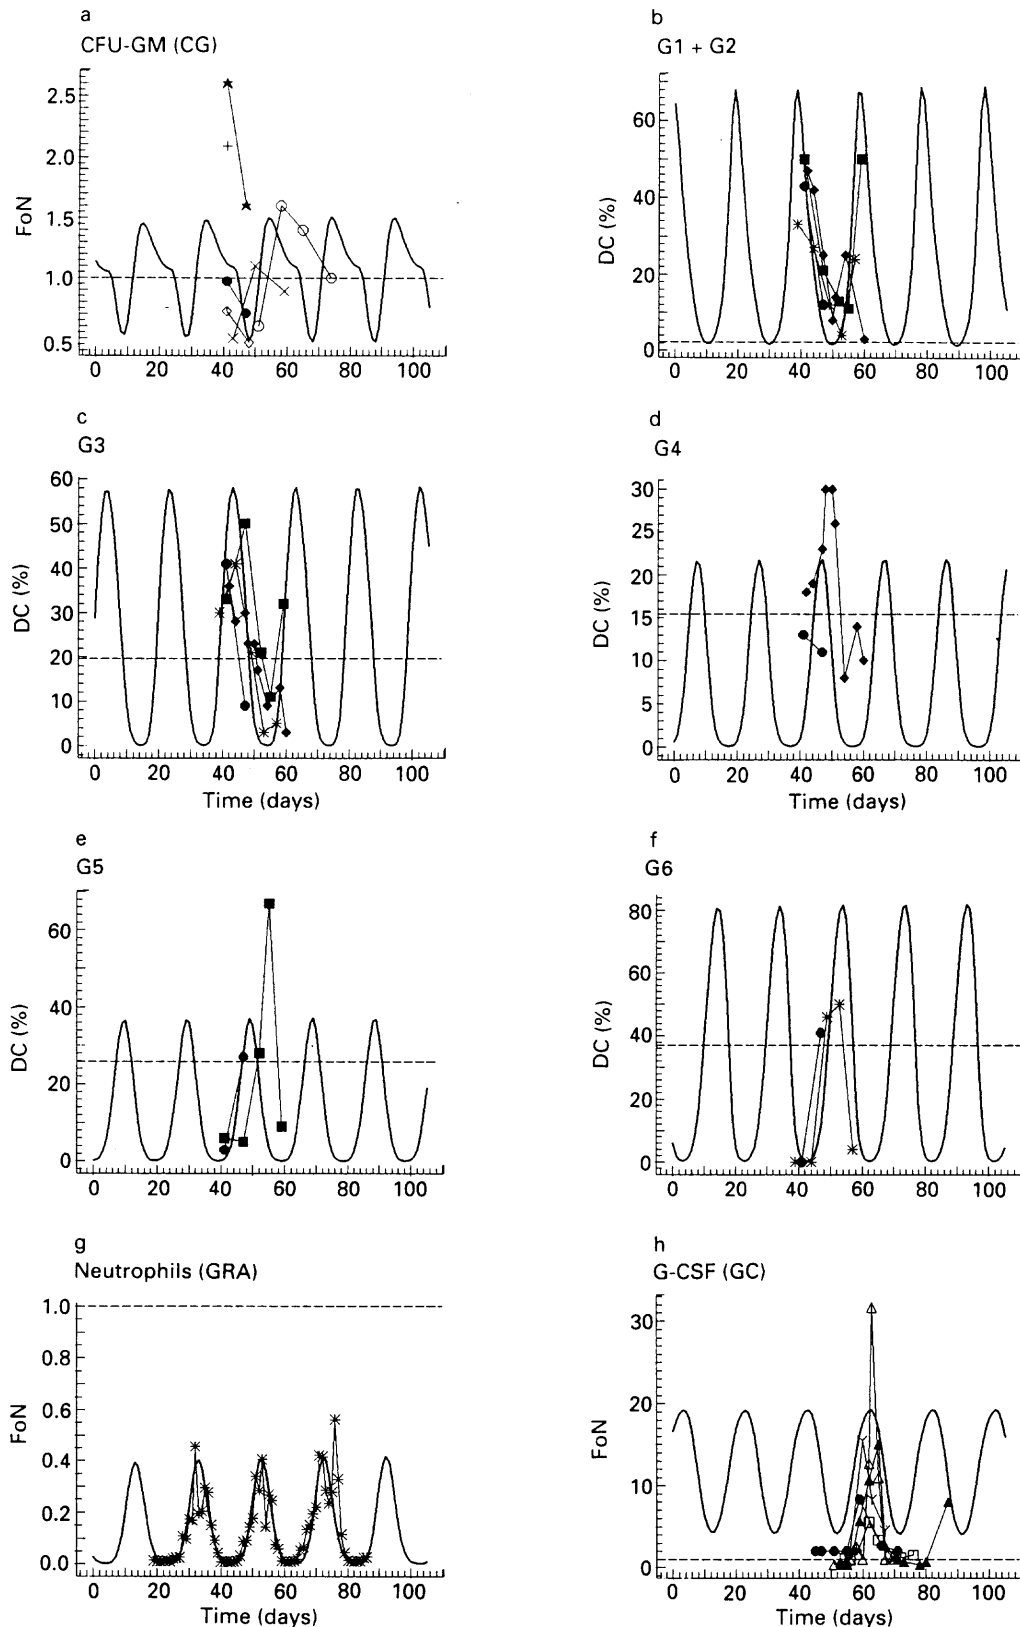 a
CFU-GM (CG)
FoN
2.5
2.0
1.5
1.0
0.5
0 20 40 60 80 100
b
G1 + G2
DC (%)
60
40
20
0
0 20 40 60 80 100
c
G3
DC (%)
60
50
40
30
20
10
0
0 20 40 60 80 100
Time (days)
d
G4
DC (%)
30
25
20
15
10
5
0
0 20 40 60 80 100
Time (days)
e
G5
DC (%)
60
40
20
0
0 20 40 60 80 100
f
G6
DC (%)
80
60
40
20
0
0 20 40 60 80 100
g
Neutrophils (GRA)
FoN
1.0
0.8
0.6
0.4
0.2
0.0
0 20 40 60 80 100
Time (days)
h
G-CSF (GC)
FoN
30
20
10
0
0 20 40 60 80 100
Time (days)